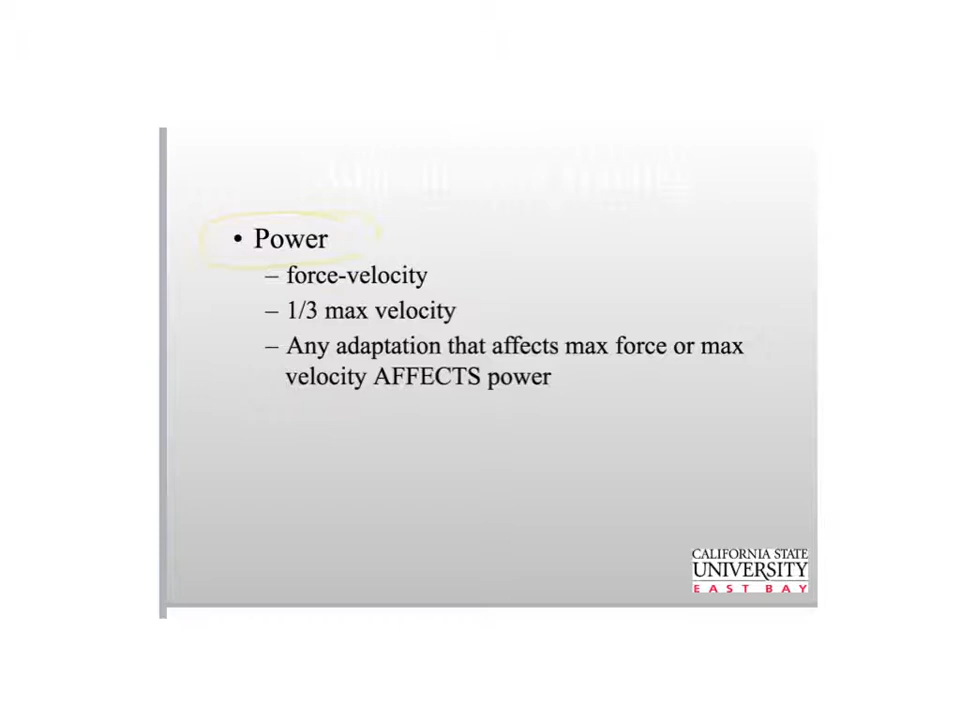 • Power
– force-velocity
– 1/3 max velocity
– Any adaptation that affects max force or max
velocity AFFECTS power
CALIFORNIA STATE
UNIVERSITY
EAST BAY